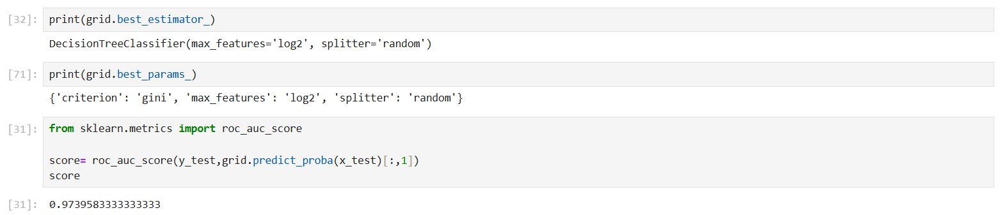 [32]: print(grid.best_estimator_)
DecisionTreeClassifier(max_features='log2', splitter='random')
[71]: print(grid.best_params_)
{'criterion': 'gini', 'max_features': 'log2', 'splitter': 'random'}
[31]: from sklearn.metrics import roc_auc_score
score= roc_auc_score(y_test,grid.predict_proba(x_test)[:,1])
score
[31]: 0.9739583333333333